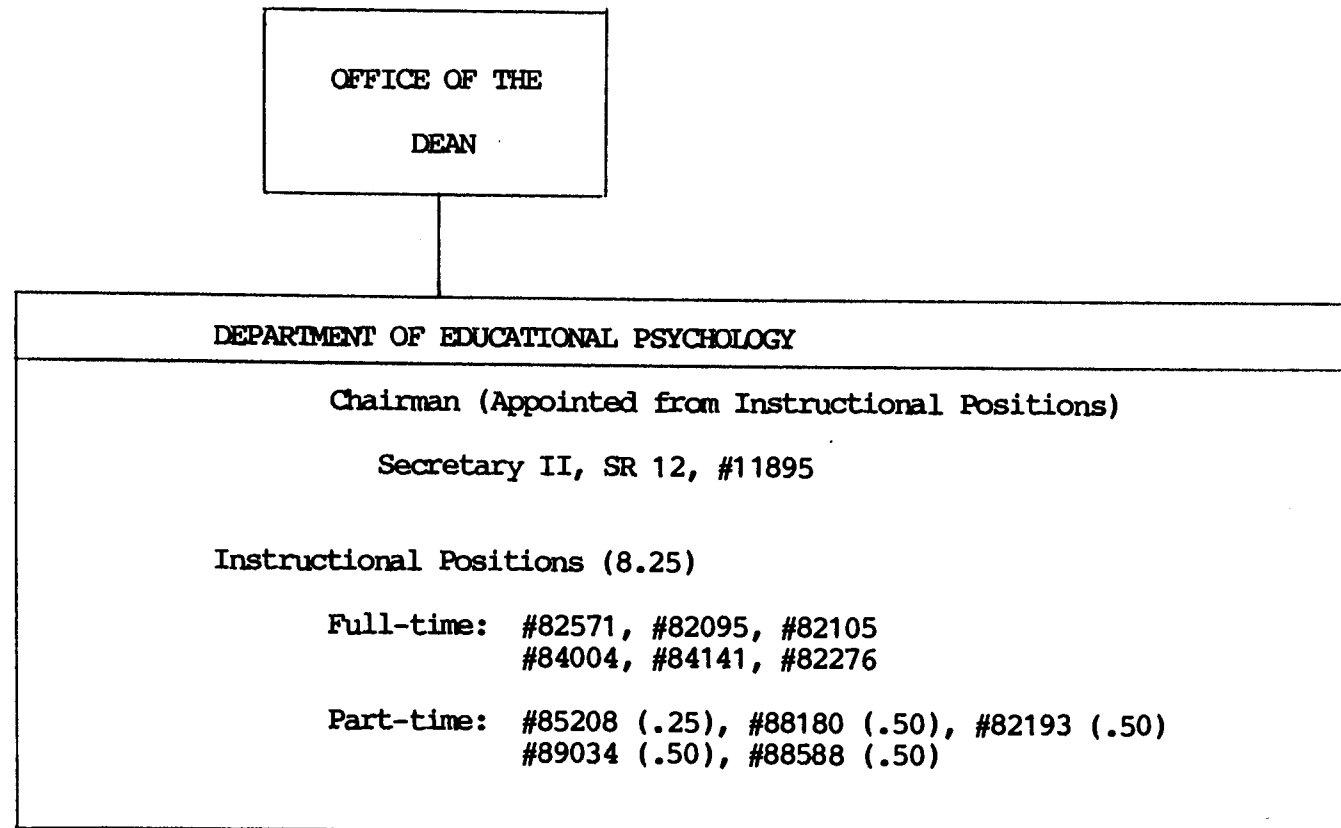 OFFICE OF THE
DEAN
DEPARTMENT OF EDUCATIONAL PSYCHOLOGY
Chairman (Appointed from Instructional Positions)
Secretary II, SR 12, #11895
Instructional Positions (8.25)
Full-time: #82571, #82095, #82105
#84004, #84141, #82276
Part-time: #85208 (.25), #88180 (.50), #82193 (.50)
#89034 (.50), #88588 (.50)